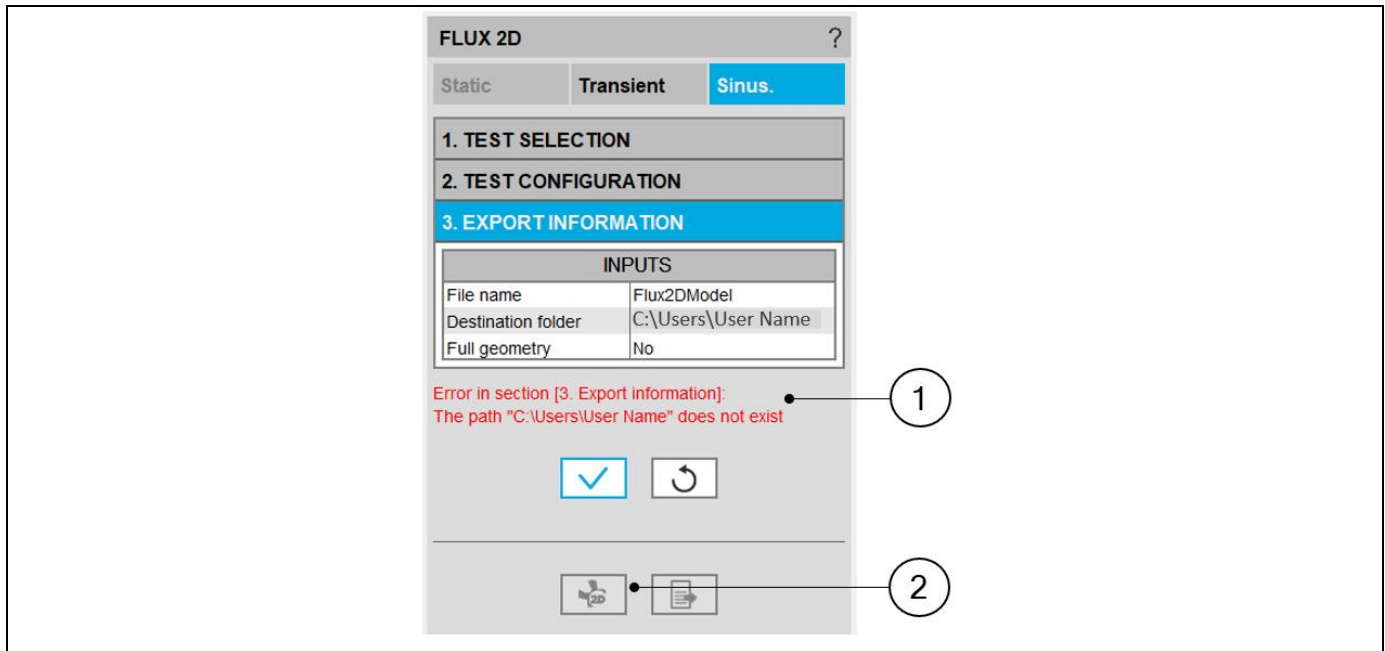 FLUX 2D ?
Static Transient Sinus.
1. TEST SELECTION
2. TEST CONFIGURATION
3. EXPORT INFORMATION
INPUTS
File name Flux2DModel
Destination folder C:\Users\User Name
Full geometry No
Error in section [3. Export information]:
The path "C:\Users\User Name" does not exist
1
2D
2